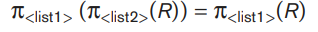 π<list1> (π<list2>(R)) = π<list1>(R)